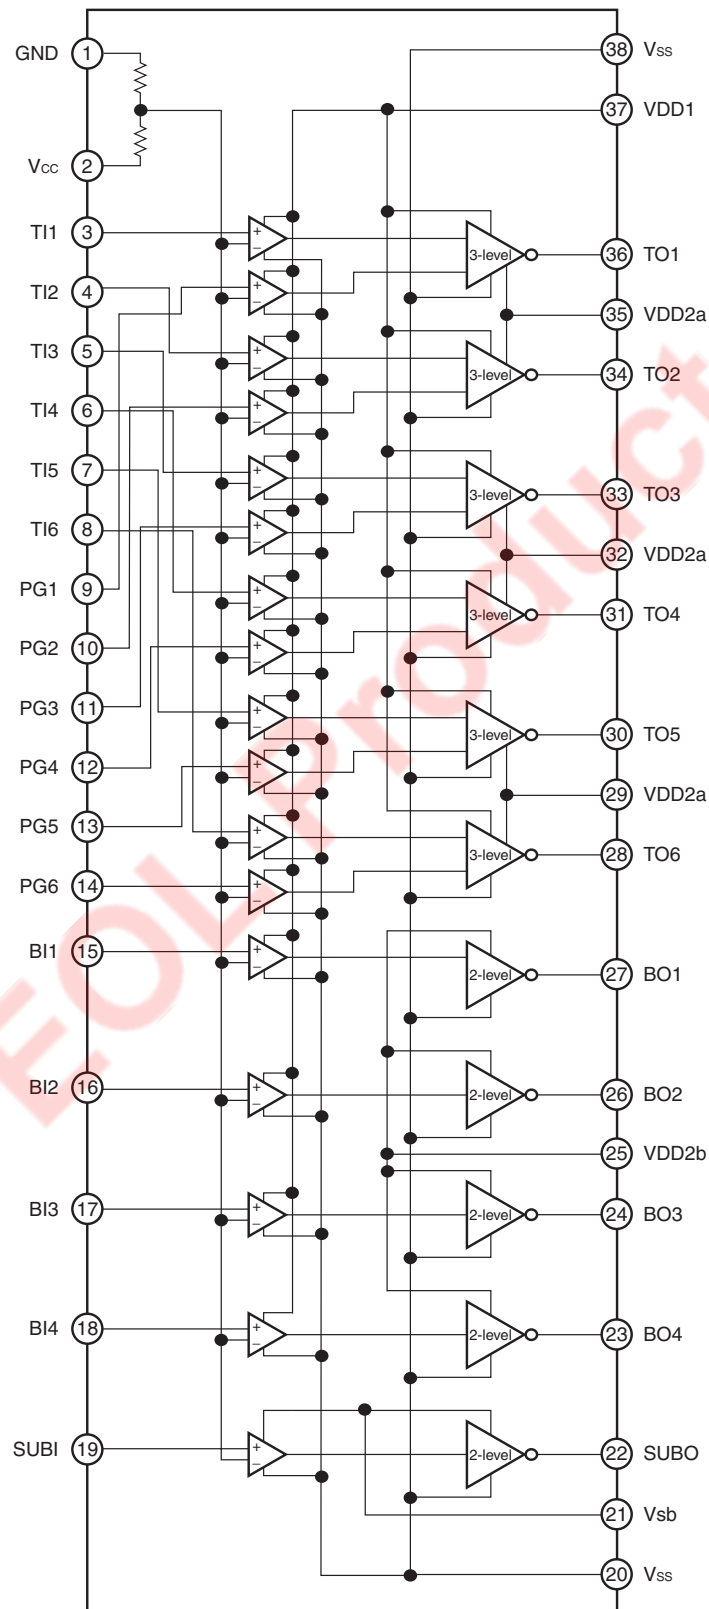 GND 1
VCC 2
TI1 3
TI2 4
TI3 5
TI4 6
TI5 7
TI6 8
PG1 9
PG2 10
PG3 11
PG4 12
PG5 13
PG6 14
BI1 15
BI2 16
BI3 17
BI4 18
SUBI 19
+
−
+
−
+
−
+
−
+
−
+
−
+
−
+
−
+
−
+
−
+
−
+
−
+
−
+
−
+
−
+
−
+
−
3-level
3-level
3-level
3-level
3-level
3-level
2-level
2-level
2-level
2-level
2-level
38 VSS
37 VDD1
36 TO1
35 VDD2a
34 TO2
33 TO3
32 VDD2a
31 TO4
30 TO5
29 VDD2a
28 TO6
27 BO1
26 BO2
25 VDD2b
24 BO3
23 BO4
22 SUBO
21 Vsb
20 VSS
EOL Product